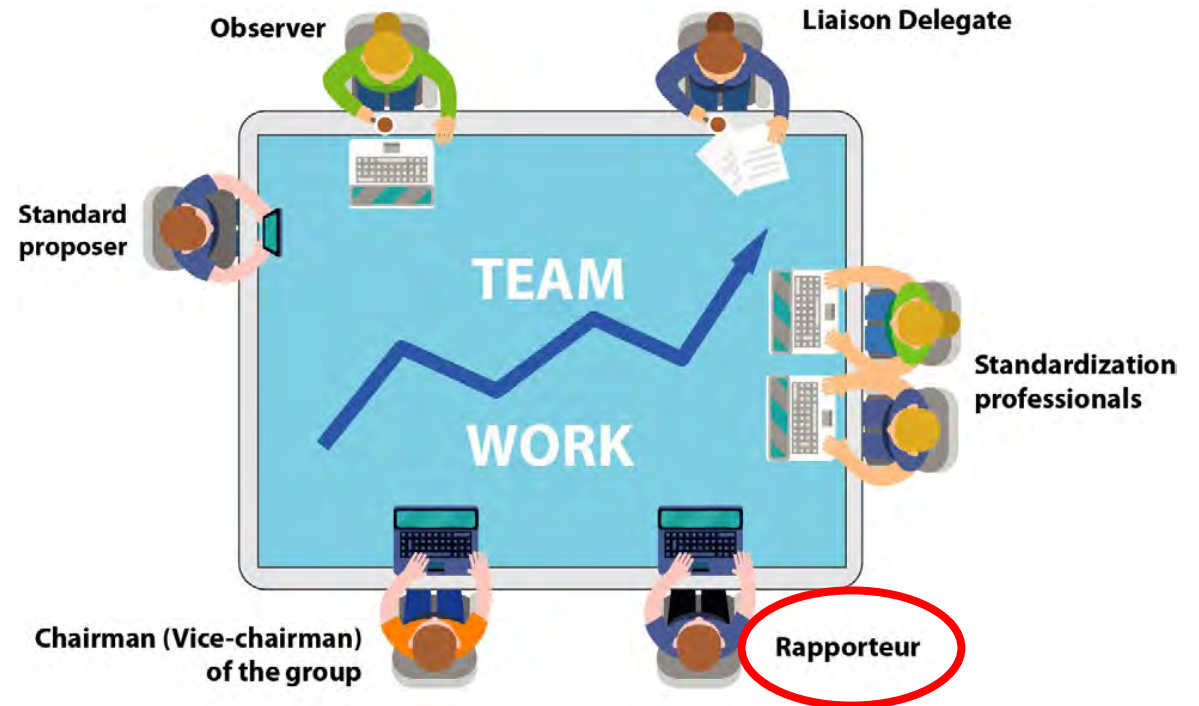 Observer
Liaison Delegate
Standard
proposer
TEAM
WORK
Standardization
professionals
Chairman (Vice-chairman)
of the group
Rapporteur